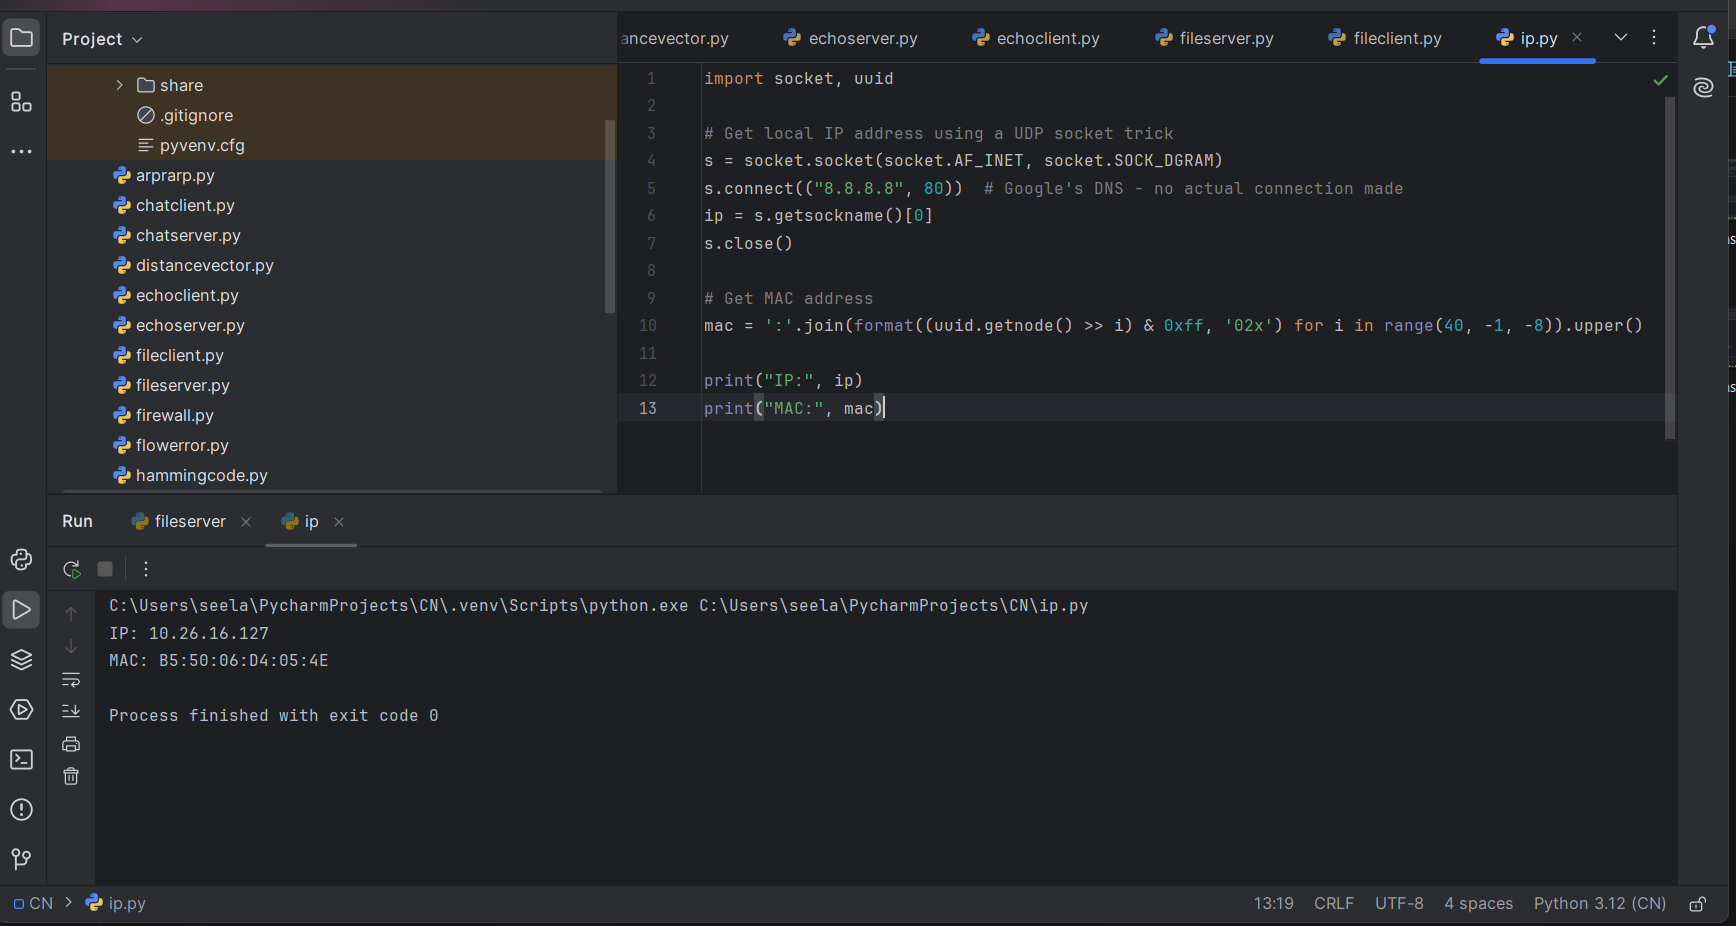 Project
ancevector.py
echoserver.py
echoclient.py
fileserver.py
fileclient.py
ip.py
share
.gitignore
pyvenv.cfg
arprarp.py
chatclient.py
chatserver.py
distancevector.py
echoclient.py
echoserver.py
fileclient.py
fileserver.py
firewall.py
flowerror.py
hammingcode.py
1 import socket, uuid
2
3 # Get local IP address using a UDP socket trick
4 s = socket.socket(socket.AF_INET, socket.SOCK_DGRAM)
5 s.connect(("8.8.8.8", 80))  # Google's DNS - no actual connection made
6 ip = s.getsockname()[0]
7 s.close()
8
9 # Get MAC address
10 mac = ':'.join(format((uuid.getnode() >> i) & 0xff, '02x') for i in range(40, -1, -8)).upper()
11
12 print("IP:", ip)
13 print("MAC:", mac)
Run
fileserver
ip
C:\Users\seela\PycharmProjects\CN\.venv\Scripts\python.exe C:\Users\seela\PycharmProjects\CN\ip.py
IP: 10.26.16.127
MAC: B5:50:06:D4:05:4E
Process finished with exit code 0
CN > ip.py
13:19 CRLF UTF-8 4 spaces Python 3.12 (CN)